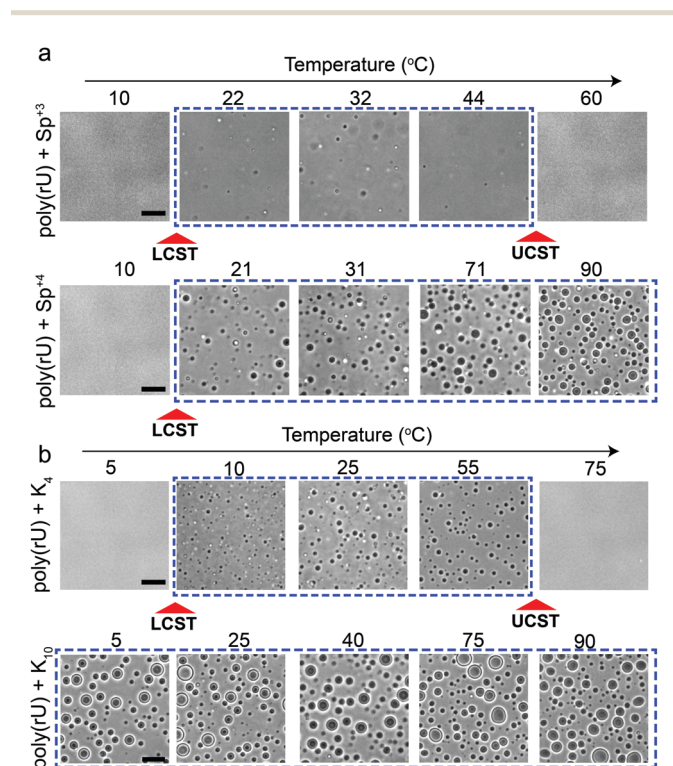 a
Temperature (°C)
10 22 32 44 60
poly(rU) + Sp+3
LCST UCST
10 21 31 71 90
poly(rU) + Sp+4
LCST
b
Temperature (°C)
5 10 25 55 75
poly(rU) + K4
LCST UCST
5 25 40 75 90
poly(rU) + K10